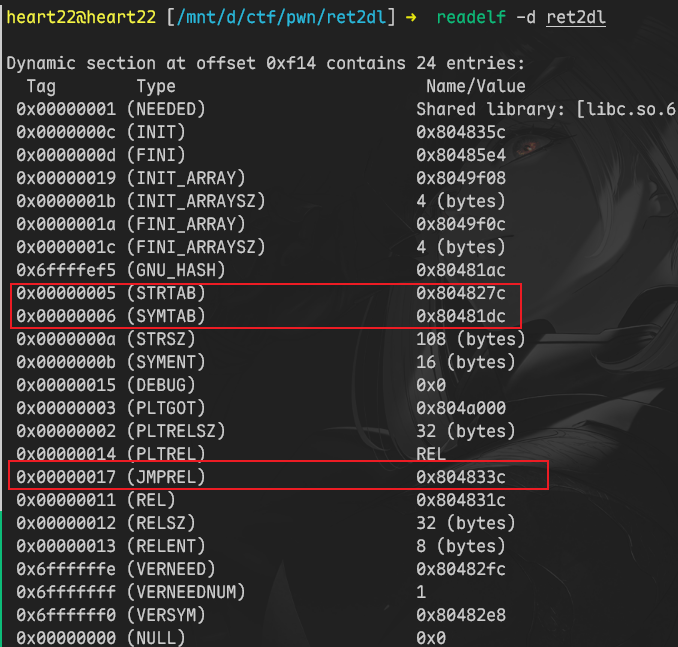 heart22@heart22 [/mnt/d/ctf/pwn/ret2dl] → readelf -d ret2dl
Dynamic section at offset 0xf14 contains 24 entries:
Tag Type Name/Value
0x00000001 (NEEDED) Shared library: [libc.so.6
0x0000000c (INIT) 0x804835c
0x0000000d (FINI) 0x80485e4
0x00000019 (INIT_ARRAY) 0x8049f08
0x0000001b (INIT_ARRAYSZ) 4 (bytes)
0x0000001a (FINI_ARRAY) 0x8049f0c
0x0000001c (FINI_ARRAYSZ) 4 (bytes)
0x6ffffef5 (GNU_HASH) 0x80481ac
0x00000005 (STRTAB) 0x804827c
0x00000006 (SYMTAB) 0x80481dc
0x0000000a (STRSZ) 108 (bytes)
0x0000000b (SYMENT) 16 (bytes)
0x00000015 (DEBUG) 0x0
0x00000003 (PLTGOT) 0x804a000
0x00000002 (PLTRELSZ) 32 (bytes)
0x00000014 (PLTREL) REL
0x00000017 (JMPREL) 0x804833c
0x00000011 (REL) 0x804831c
0x00000012 (RELSZ) 32 (bytes)
0x00000013 (RELENT) 8 (bytes)
0x6ffffffe (VERNEED) 0x80482fc
0x6fffffff (VERNEEDNUM) 1
0x6ffffff0 (VERSYM) 0x80482e8
0x00000000 (NULL) 0x0